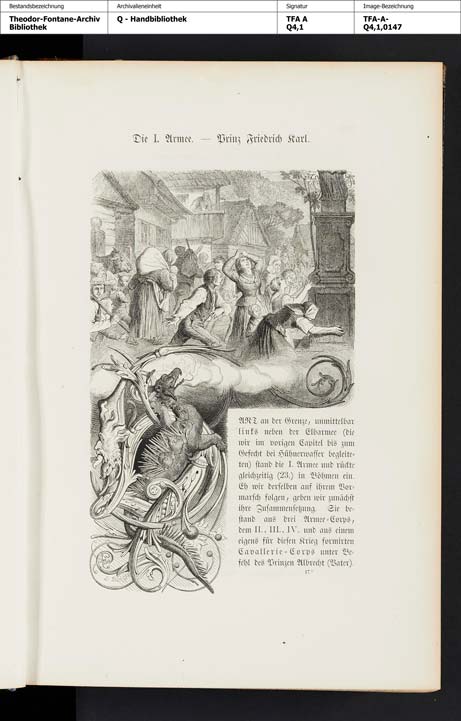 Bestandsbezeichnung
Theodor-Fontane-Archiv
Bibliothek
Archivalieneinheit
Q - Handbibliothek
Signatur
TFA A
Q4,1
Image-Bezeichnung
TFA-A-
Q4,1,0147
Die I. Armee. — Prinz Friedrich Karl.
ART an der Grenze, unmittelbar
links neben der Elbarmee (die
wir im vorigen Capitel bis zum
Gefecht bei Hühnerwasser begleite-
ten) stand die I. Armee und rückte
gleichzeitig (23.) in Böhmen ein.
Eh wir derselben auf ihrem Vor-
marsch folgen, geben wir zunächst
ihre Zusammensetzung. Sie be-
stand aus drei Armee-Corps,
dem II., III., IV. und aus einem
eigens für diesen Krieg formirten
Cavallerie-Corps unter Be-
fehl des Prinzen Albrecht (Vater).